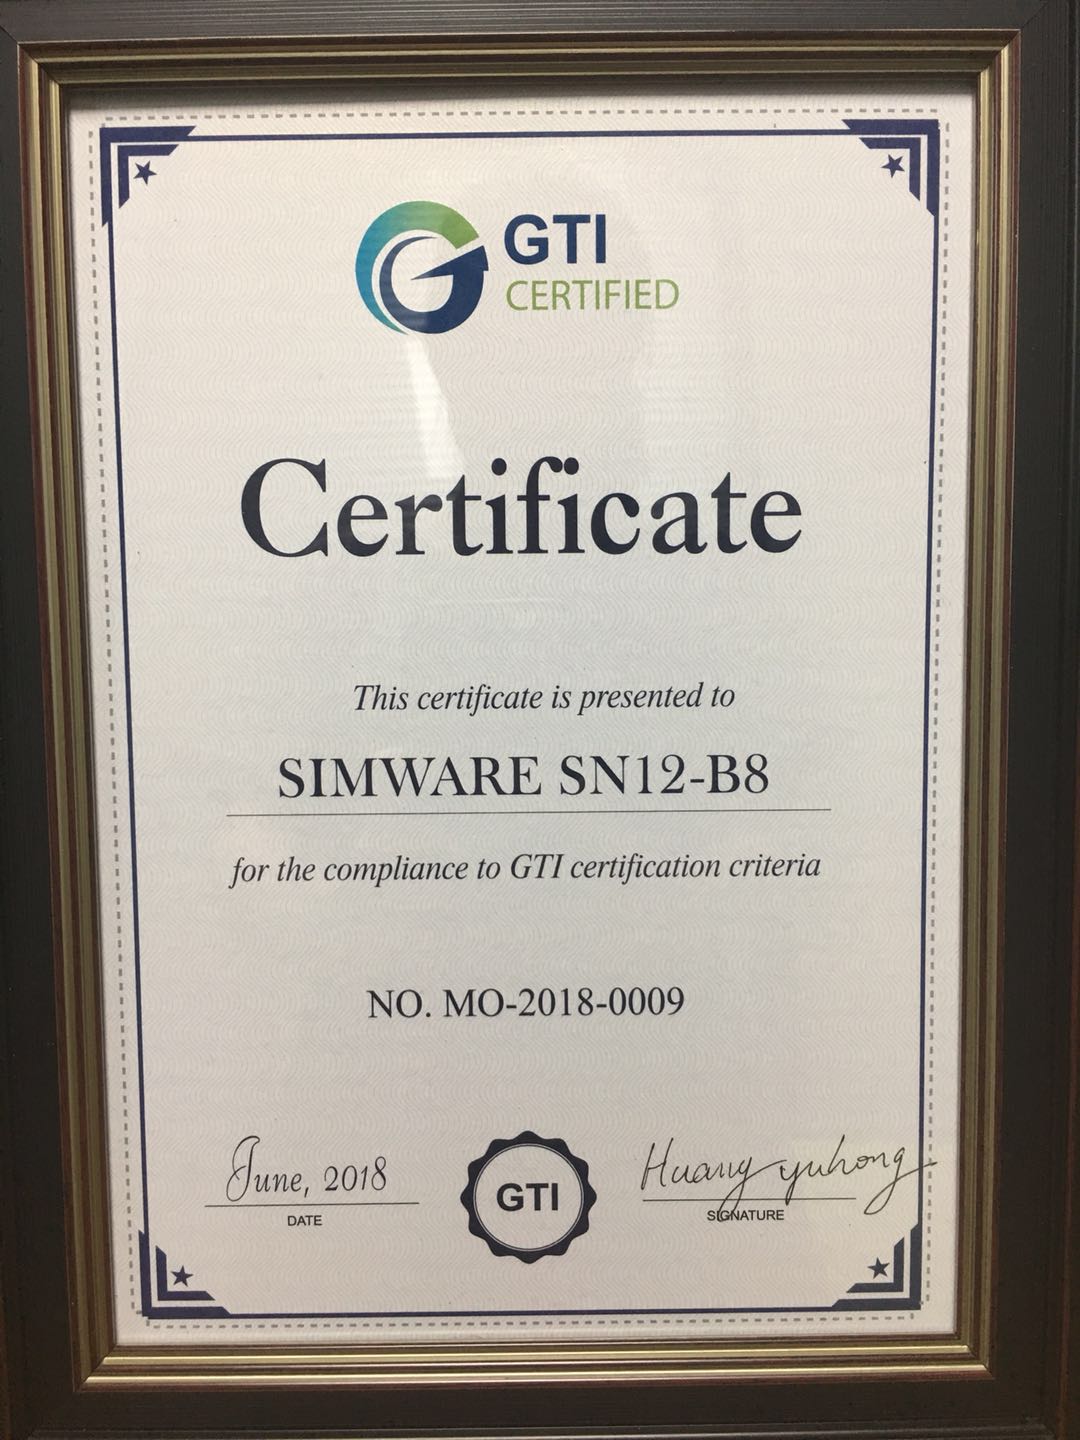 GTI
CERTIFIED
Certificate
This certificate is presented to
SIMWARE SN12-B8
for the compliance to GTI certification criteria
NO. MO-2018-0009
June, 2018
DATE
GTI
Huang yuhong
SIGNATURE